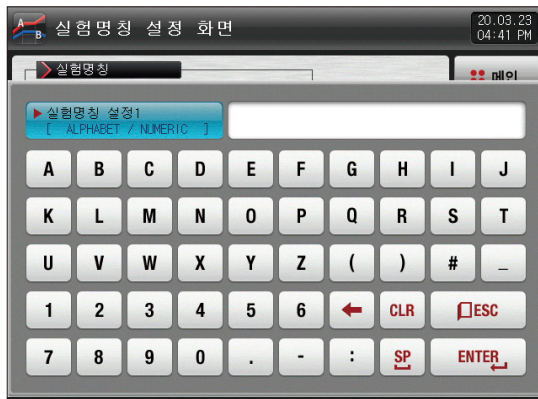 A B 실험명칭 설정 화면
20.03.23
04:41 PM
실험명칭
메인
실험명칭 설정1
[ ALPHABET / NUMERIC ]
A B C D E F G H I J
K L M N O P Q R S T
U V W X Y Z ( ) # _
1 2 3 4 5 6 CLR ESC
7 8 9 0 . - : SP ENTER